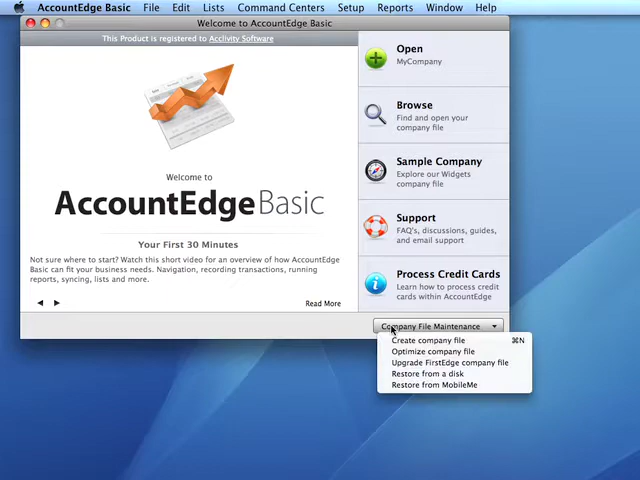 AccountEdge Basic File Edit Lists Command Centers Setup Reports Window Help
Welcome to AccountEdge Basic
This Product is registered to Acclivity Software
Welcome to
AccountEdge Basic
Your First 30 Minutes
Not sure where to start? Watch this short video for an overview of how AccountEdge
Basic can fit your business needs. Navigation, recording transactions, running
reports, syncing, lists and more.
Read More
Open
MyCompany
Browse
Find and open your
company file
Sample Company
Explore our Widgets
company file
Support
FAQ's, discussions, guides,
and email support
Process Credit Cards
Learn how to process credit
cards within AccountEdge
Company File Maintenance
Create company file ⌘N
Optimize company file
Upgrade FirstEdge company file
Restore from a disk
Restore from MobileMe